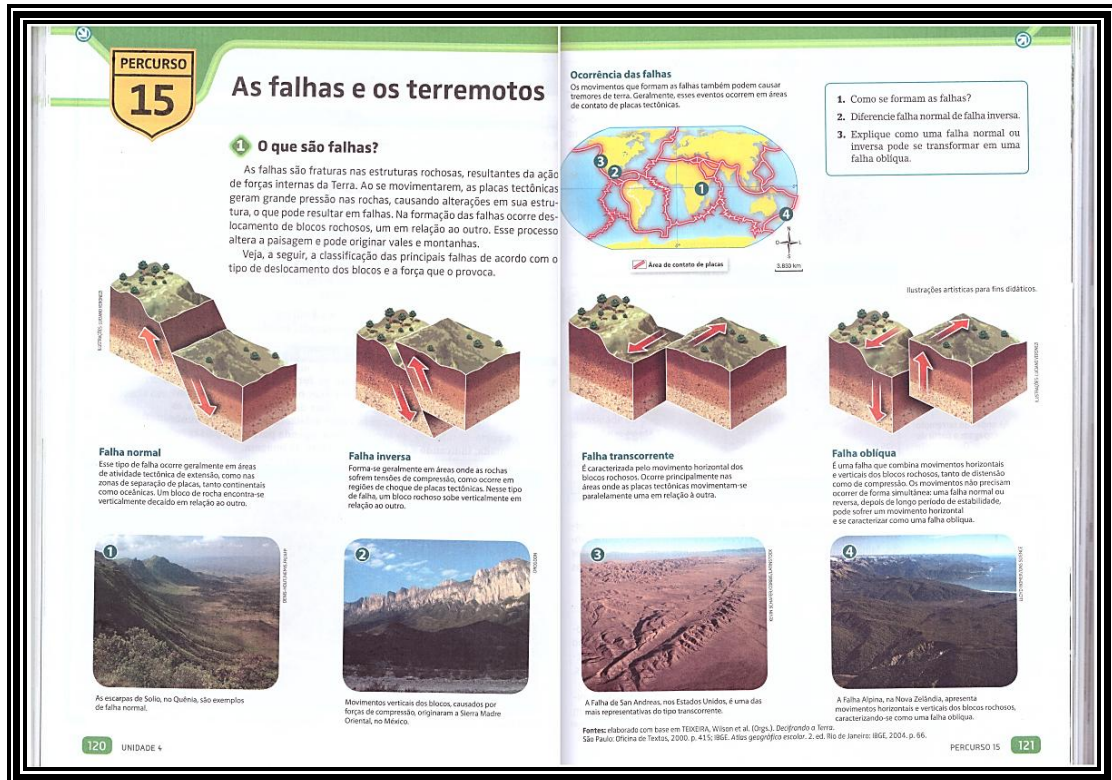 PERCURSO
15
As falhas e os terremotos
1 O que são falhas?
As falhas são fraturas nas estruturas rochosas, resultantes da ação
de forças internas da Terra. Ao se movimentarem, as placas tectônicas
geram grande pressão nas rochas, causando alterações em sua estru-
tura, o que pode resultar em falhas. Na formação das falhas ocorre des-
locamento de blocos rochosos, um em relação ao outro. Esse processo
altera a paisagem e pode originar vales e montanhas.
Veja, a seguir, a classificação das principais falhas de acordo com o
tipo de deslocamento dos blocos e a força que o provoca.
Falha normal
Esse tipo de falha ocorre geralmente em áreas
de atividade tectônica de extensão, como nas
zonas de separação de placas, tanto continentais
como oceânicas. Um bloco de rocha encontra-se
verticalmente decaído em relação ao outro.
Falha inversa
Forma-se geralmente em áreas onde as rochas
sofrem tensões de compressão, como ocorre em
regiões de choque de placas tectônicas. Nesse tipo
de falha, um bloco rochoso sobe verticalmente em
relação ao outro.
1
As escarpas de Solio, no Quênia, são exemplos
de falha normal.
2
Movimentos verticais dos blocos, causados por
forças de compressão, originaram a Sierra Madre
Oriental, no México.
120 UNIDADE 4
Ocorrência das falhas
Os movimentos que formam as falhas também podem causar
tremores de terra. Geralmente, esses eventos ocorrem em áreas
de contato de placas tectônicas.
3
2
1
4
N
O L
S
Área de contato de placas
3.830 km
1. Como se formam as falhas?
2. Diferencie falha normal de falha inversa.
3. Explique como uma falha normal ou
inversa pode se transformar em uma
falha oblíqua.
Ilustrações artísticas para fins didáticos.
Falha transcorrente
É caracterizada pelo movimento horizontal dos
blocos rochosos. Ocorre principalmente nas
áreas onde as placas tectônicas movimentam-se
paralelamente uma em relação à outra.
Falha oblíqua
É uma falha que combina movimentos horizontais
e verticais dos blocos rochosos, tanto de distensão
como de compressão. Os movimentos não precisam
ocorrer de forma simultânea: uma falha normal ou
reversa, depois de longo período de estabilidade,
pode sofrer um movimento horizontal
e se caracterizar como uma falha oblíqua.
3
A Falha de San Andreas, nos Estados Unidos, é uma das
mais representativas do tipo transcorrente.
4
A Falha Alpina, na Nova Zelândia, apresenta
movimentos horizontais e verticais dos blocos rochosos,
caracterizando-se como uma falha oblíqua.
Fontes: elaborado com base em TEIXEIRA, Wilson et al. (Orgs.). Decifrando a Terra.
São Paulo: Oficina de Textos, 2000. p. 415; IBGE. Atlas geográfico escolar. 2. ed. Rio de Janeiro: IBGE, 2004. p. 66.
PERCURSO 15 121